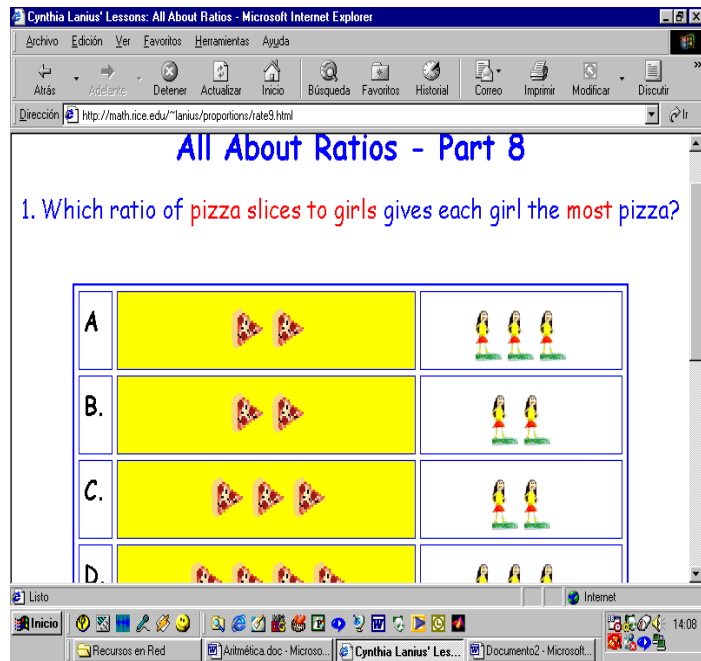 Cynthia Lanius' Lessons: All About Ratios - Microsoft Internet Explorer
Archivo Edición Ver Favoritos Herramientas Ayuda
Atrás Adelante Detener Actualizar Inicio Búsqueda Favoritos Historial Correo Imprimir Modificar Discutir
Dirección http://math.rice.edu/~lanius/proportions/rate9.html Ir
All About Ratios - Part 8
1. Which ratio of pizza slices to girls gives each girl the most pizza?
A
B.
C.
D.
Listo Internet
Inicio 14:08
Recursos en Red Aritmética.doc - Microso... Cynthia Lanius' Les... Documento2 - Microsoft...